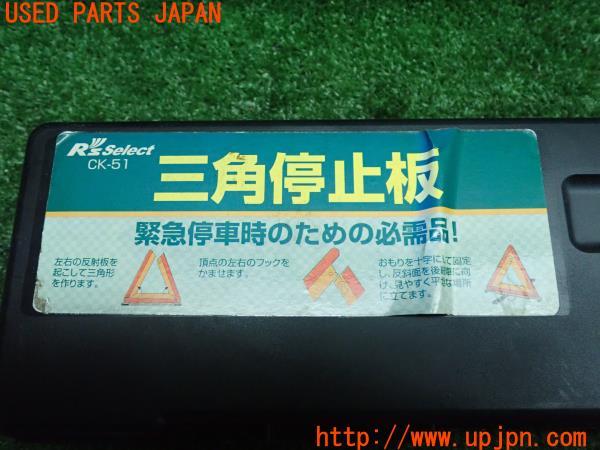 USED PARTS JAPAN
R's Select
CK-51
三角停止板
緊急停車時のための必需品!
左右の反射板を
起こして三角形
を作ります。
頂点の左右のフックを
かませます。
おもりを十字に
て固定
し、反斜面を後
に向
け、見やすく平
な場所
に立てます。
http://www.upjpn.com